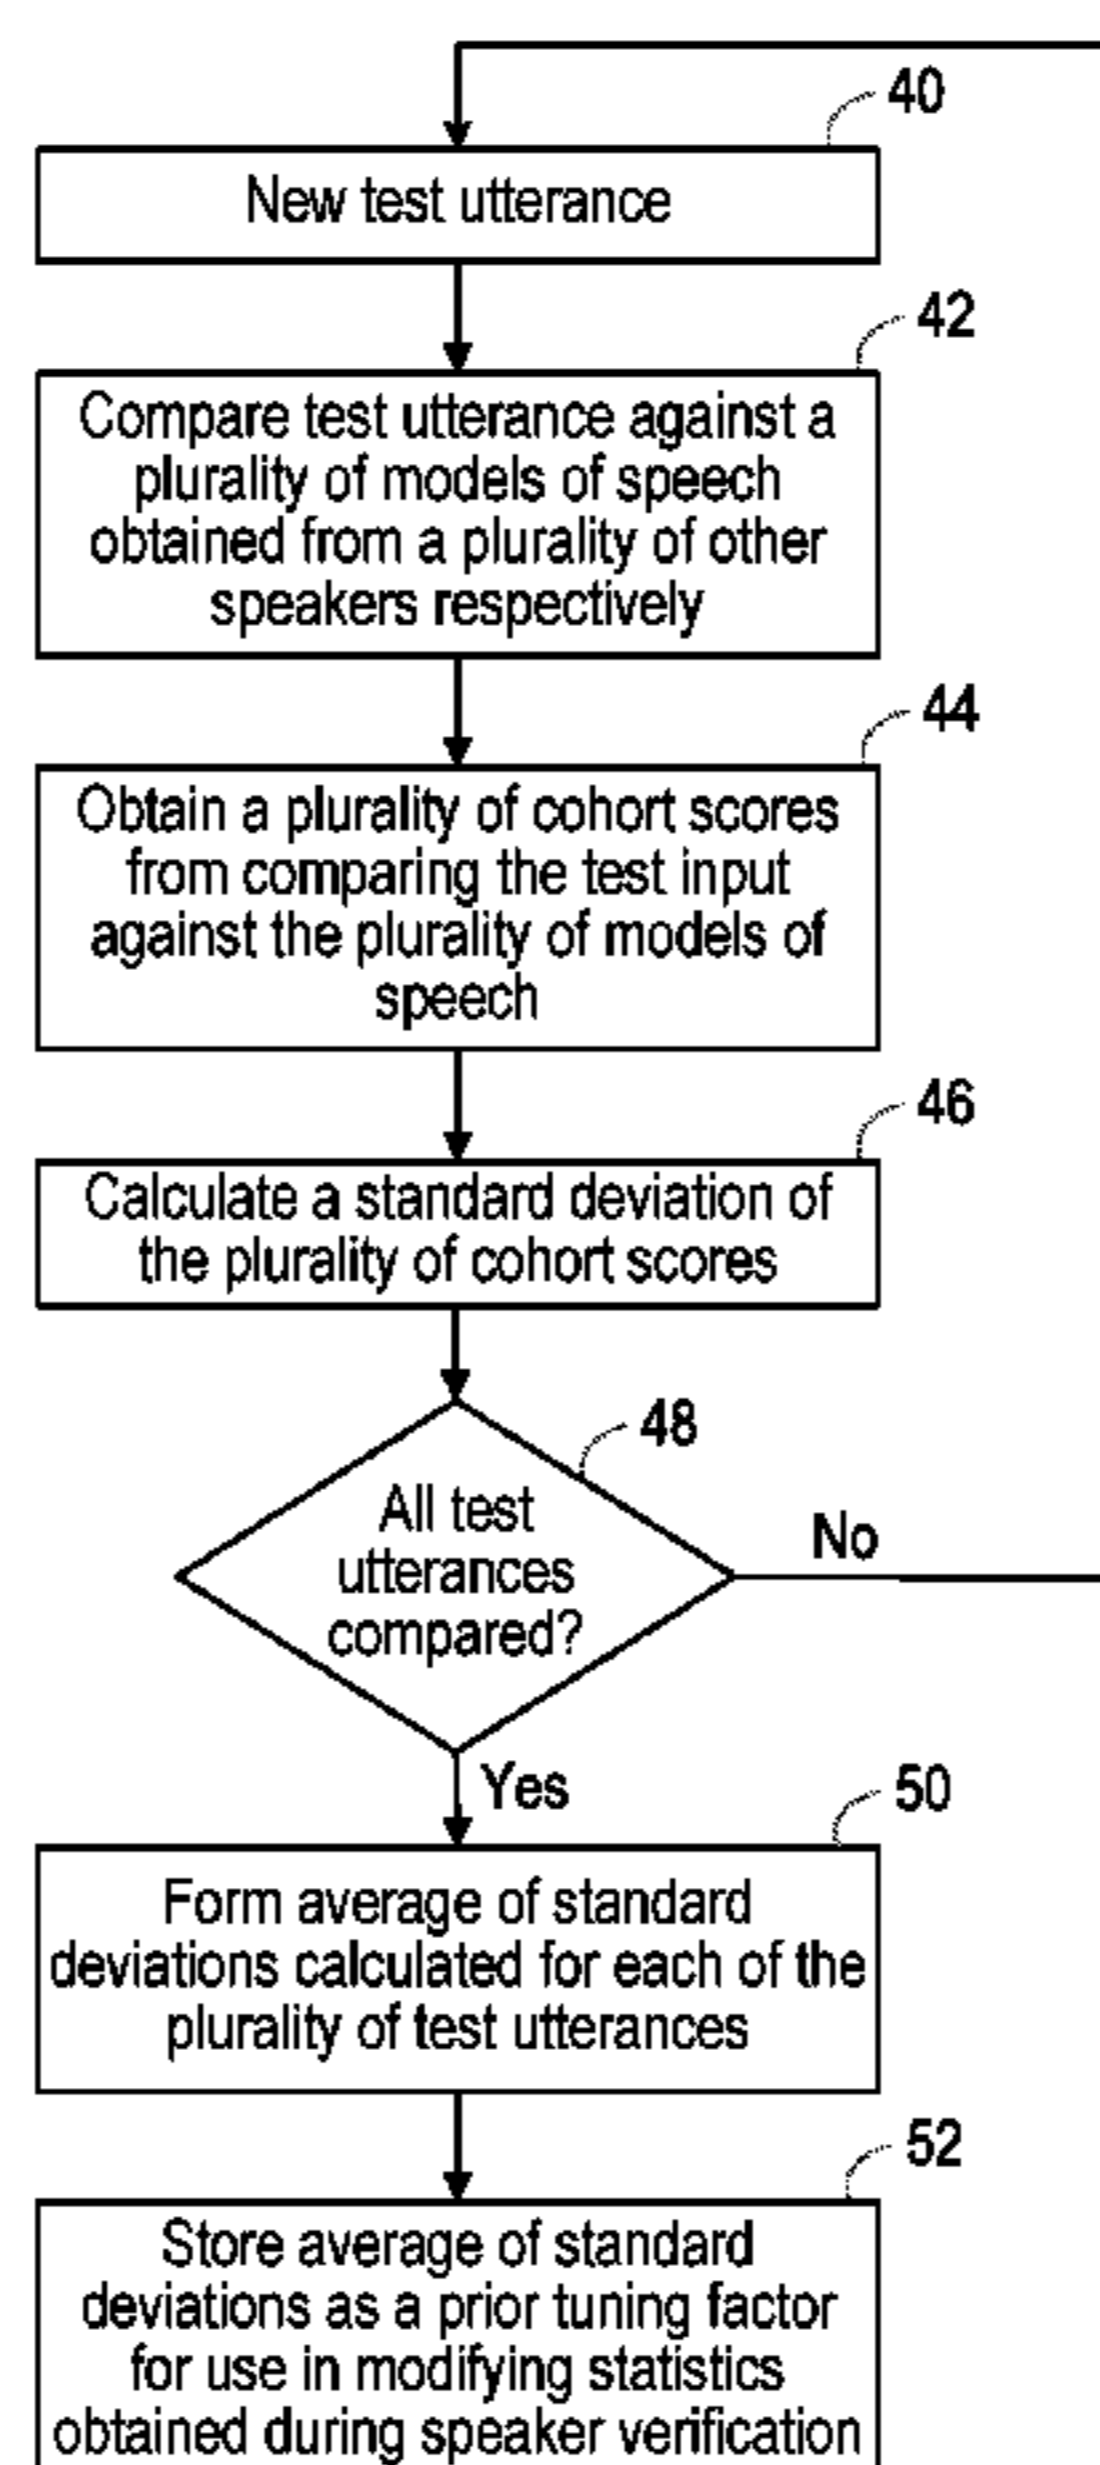 40
New test utterance
42
Compare test utterance against a
plurality of models of speech
obtained from a plurality of other
speakers respectively
44
Obtain a plurality of cohort scores
from comparing the test input
against the plurality of models of
speech
46
Calculate a standard deviation of
the plurality of cohort scores
48
All test
utterances
compared?
No
Yes
50
Form average of standard
deviations calculated for each of the
plurality of test utterances
52
Store average of standard
deviations as a prior tuning factor
for use in modifying statistics
obtained during speaker verification